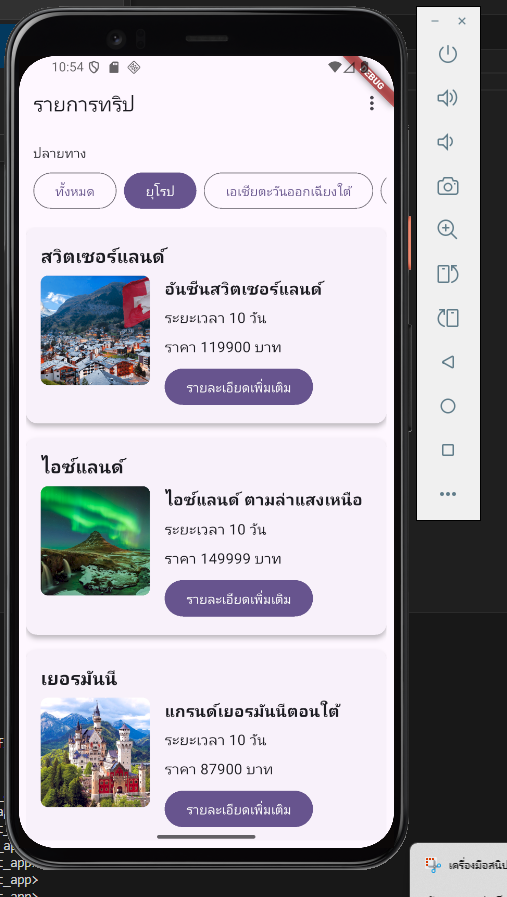 10:54
DEBUG
รายการทริป
ปลายทาง
ทั้งหมด ยุโรป เอเชียตะวันออกเฉียงใต้
สวิตเซอร์แลนด์
อันซีนสวิตเซอร์แลนด์
ระยะเวลา 10 วัน
ราคา 119900 บาท
รายละเอียดเพิ่มเติม
ไอซ์แลนด์
ไอซ์แลนด์ ตามล่าแสงเหนือ
ระยะเวลา 10 วัน
ราคา 149999 บาท
รายละเอียดเพิ่มเติม
เยอรมันนี
แกรนด์เยอรมันนีตอนใต้
ระยะเวลา 10 วัน
ราคา 87900 บาท
รายละเอียดเพิ่มเติม
c_app>
c_app>
เครื่องมือสนิป